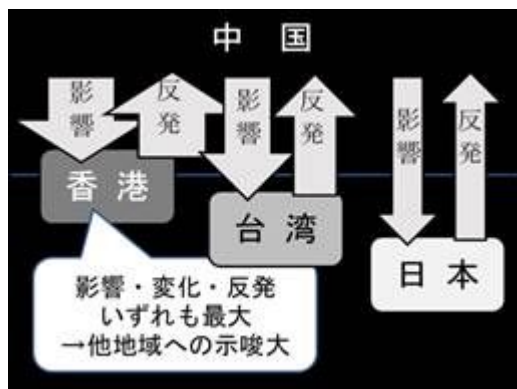 中 国
影響
反発
影響
反発
影響
反発
香 港
台 湾
日 本
影響・変化・反発
いずれも最大
→他地域への示唆大